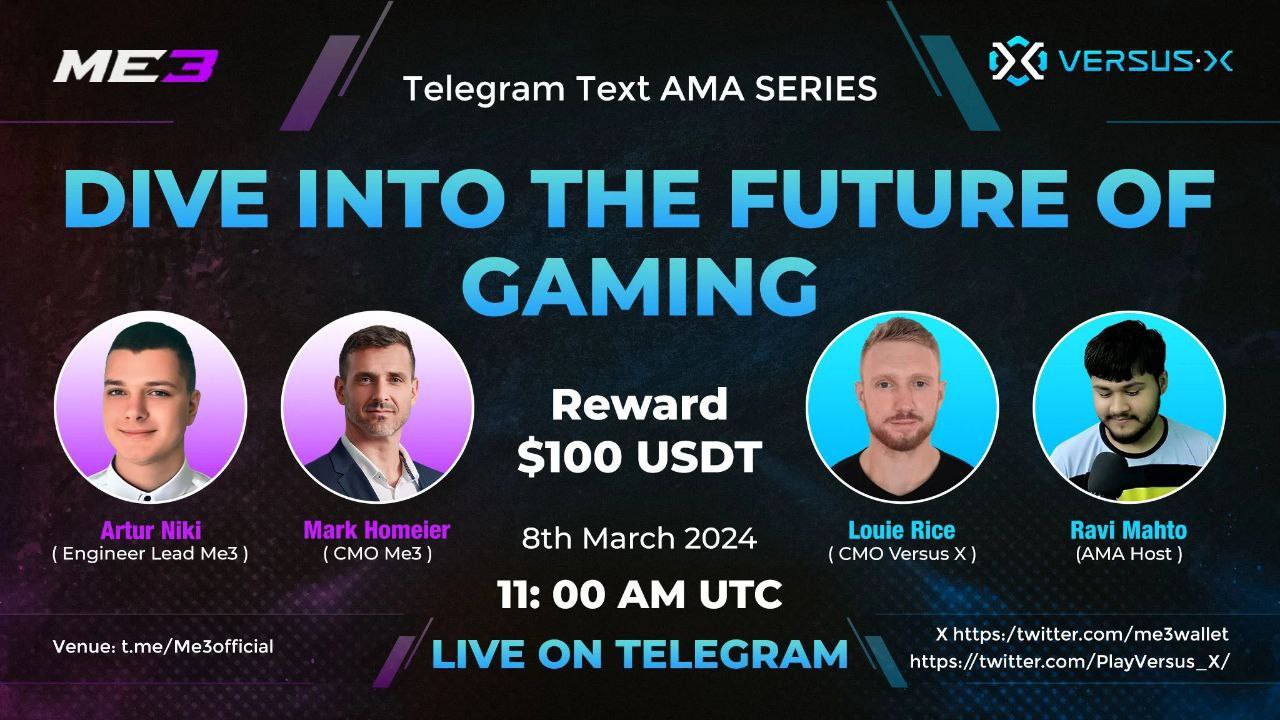 ME3
VERSUS·X
Telegram Text AMA SERIES
DIVE INTO THE FUTURE OF
GAMING
Reward
$100 USDT
Artur Niki
( Engineer Lead Me3 )
Mark Homeier
( CMO Me3 )
Louie Rice
( CMO Versus X )
Ravi Mahto
(AMA Host )
8th March 2024
11: 00 AM UTC
LIVE ON TELEGRAM
Venue: t.me/Me3official
X https:/twitter.com/me3wallet
https://twitter.com/PlayVersus_X/